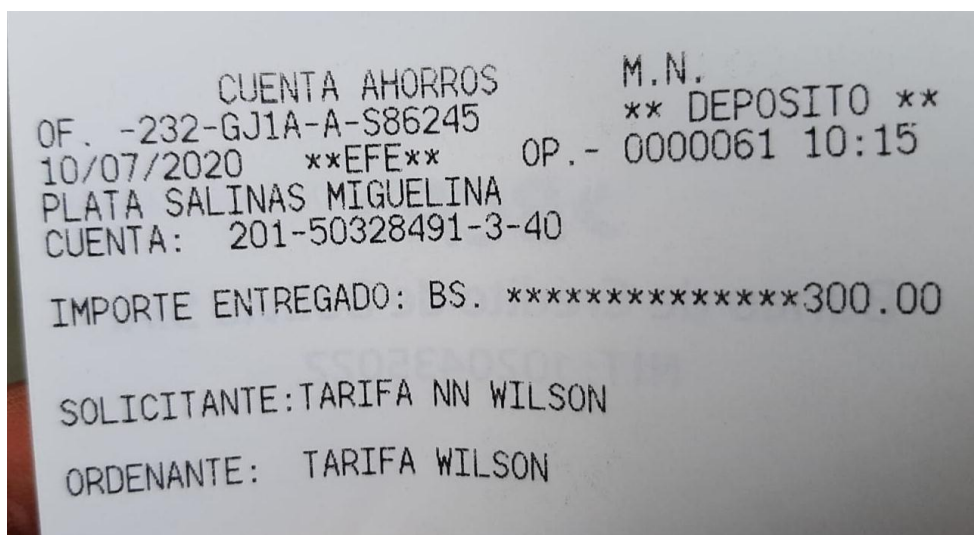 CUENTA AHORROS M.N.
OF. -232-GJ1A-A-S86245 ** DEPOSITO **
10/07/2020 **EFE** OP.- 0000061 10:15
PLATA SALINAS MIGUELINA
CUENTA: 201-50328491-3-40
IMPORTE ENTREGADO: BS. **************300.00
SOLICITANTE:TARIFA NN WILSON
ORDENANTE: TARIFA WILSON